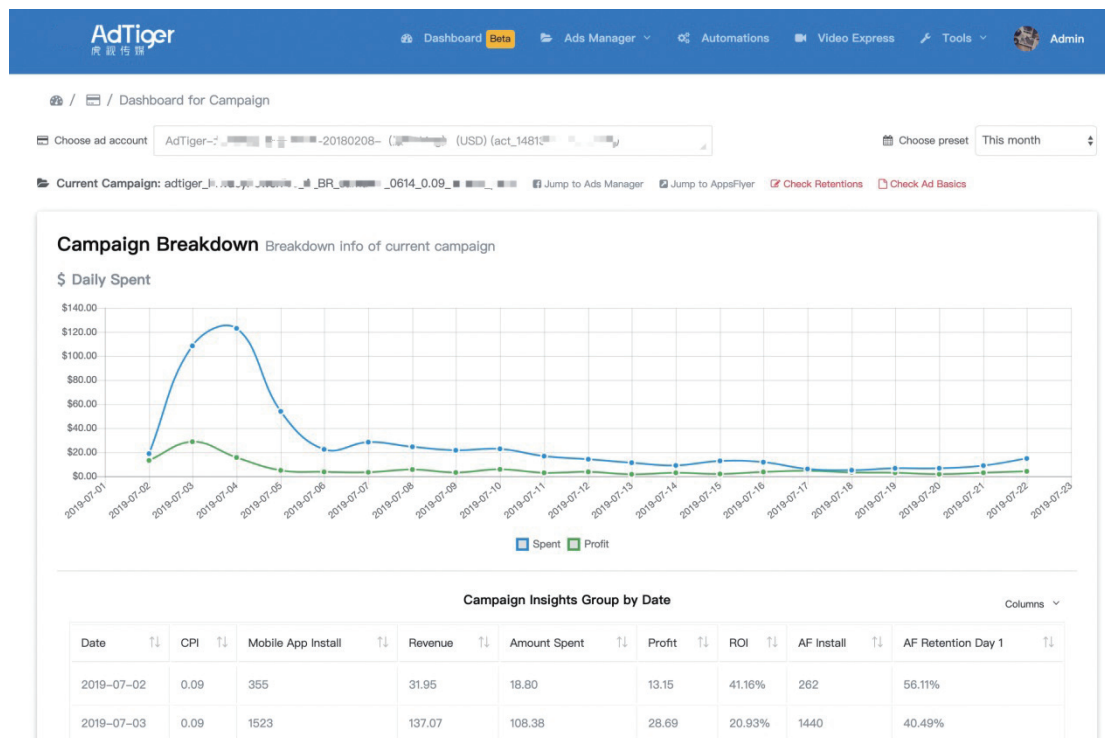 AdTiger
虎视传媒
Dashboard Beta Ads Manager Automations Video Express Tools Admin
/ / Dashboard for Campaign
Choose ad account AdTiger- -20180208- ( (USD) (act_1481 Choose preset This month
Current Campaign: adtiger_ _BR_ _0614_0.09_ Jump to Ads Manager Jump to AppsFlyer Check Retentions Check Ad Basics
Campaign Breakdown Breakdown info of current campaign
$ Daily Spent
$140.00
$120.00
$100.00
$80.00
$60.00
$40.00
$20.00
$0.00
2019-07-01 2019-07-02 2019-07-03 2019-07-04 2019-07-05 2019-07-06 2019-07-07 2019-07-08 2019-07-09 2019-07-10 2019-07-11 2019-07-12 2019-07-13 2019-07-14 2019-07-15 2019-07-16 2019-07-17 2019-07-18 2019-07-19 2019-07-20 2019-07-21 2019-07-22 2019-07-23
Spent Profit
Campaign Insights Group by Date
Columns
Date CPI Mobile App Install Revenue Amount Spent Profit ROI AF Install AF Retention Day 1
2019-07-02 0.09 355 31.95 18.80 13.15 41.16% 262 56.11%
2019-07-03 0.09 1523 137.07 108.38 28.69 20.93% 1440 40.49%